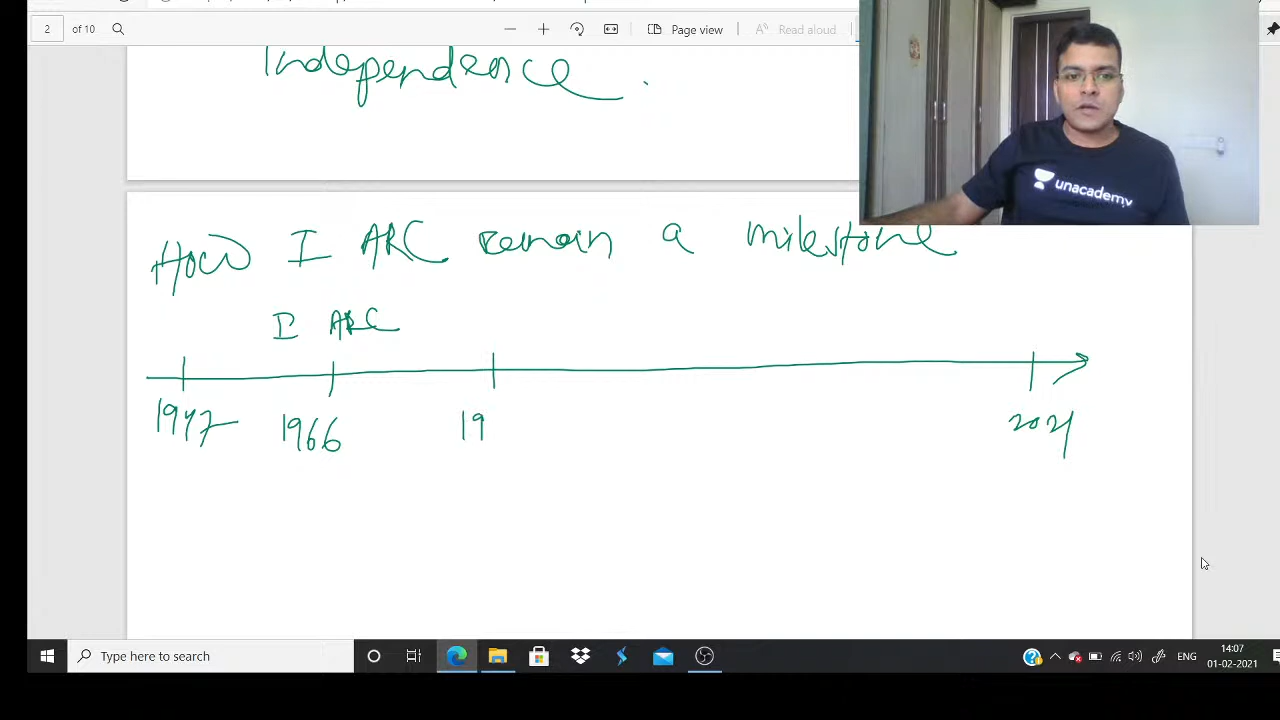 2 of 10 Page view Read aloud
Independence .
unacademy
How I ARC remain a milestone
I ARC
1947 1966 19 2021
Type here to search
ENG
14:07
01-02-2021